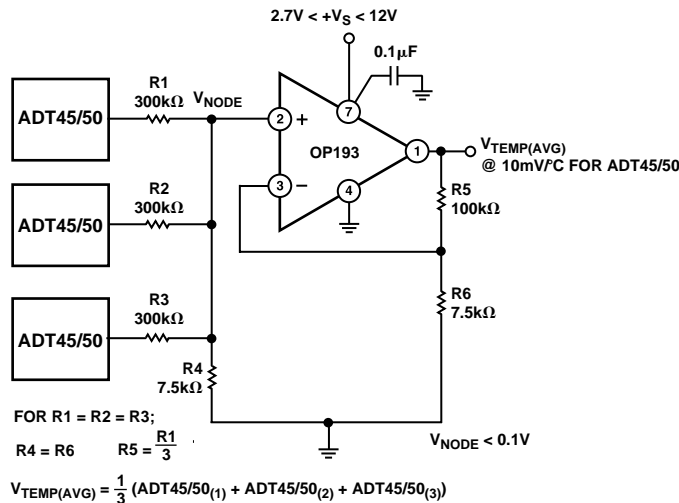 2.7V < +VS < 12V
0.1µF
R1
300kΩ
VNODE
ADT45/50
2
+
7
OP193
1
VTEMP(AVG)
@ 10mV/°C FOR ADT45/50
R2
300kΩ
3
–
4
R5
100kΩ
ADT45/50
R3
300kΩ
R6
7.5kΩ
ADT45/50
R4
7.5kΩ
FOR R1 = R2 = R3;
VNODE < 0.1V
R4 = R6 R5 = R1/3
VTEMP(AVG) = 1/3 (ADT45/50(1) + ADT45/50(2) + ADT45/50(3))